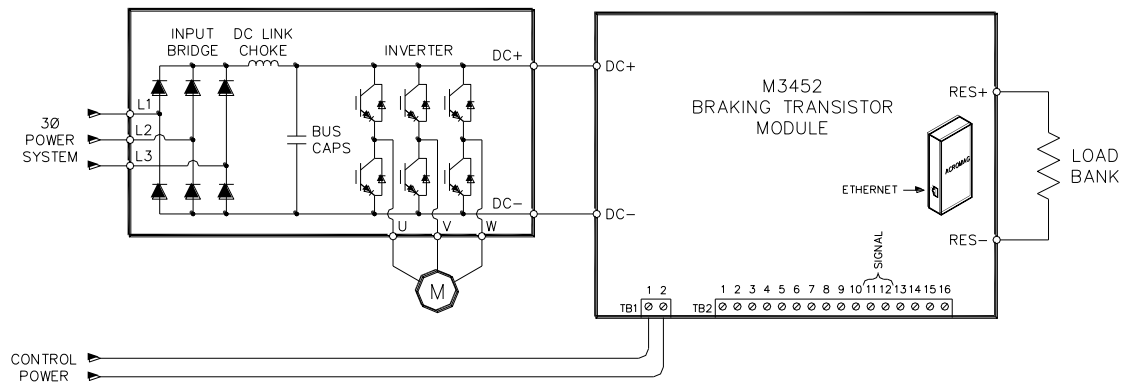 INPUT
BRIDGE
DC LINK
CHOKE
INVERTER
DC+
L1
L2
L3
3Ø
POWER
SYSTEM
BUS
CAPS
DC-
U V W
M
DC+
M3452
BRAKING TRANSISTOR
MODULE
RES+
ACROMAG
ETHERNET
LOAD
BANK
DC-
RES-
SIGNAL
1 2
TB1
1 2 3 4 5 6 7 8 9 10 11 12 13 14 15 16
TB2
CONTROL
POWER